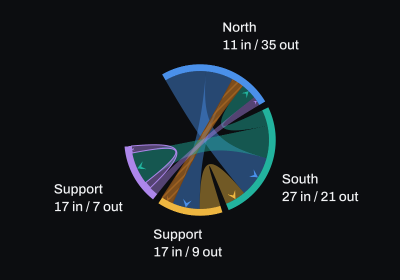 North
11 in / 35 out
South
27 in / 21 out
Support
17 in / 7 out
Support
17 in / 9 out